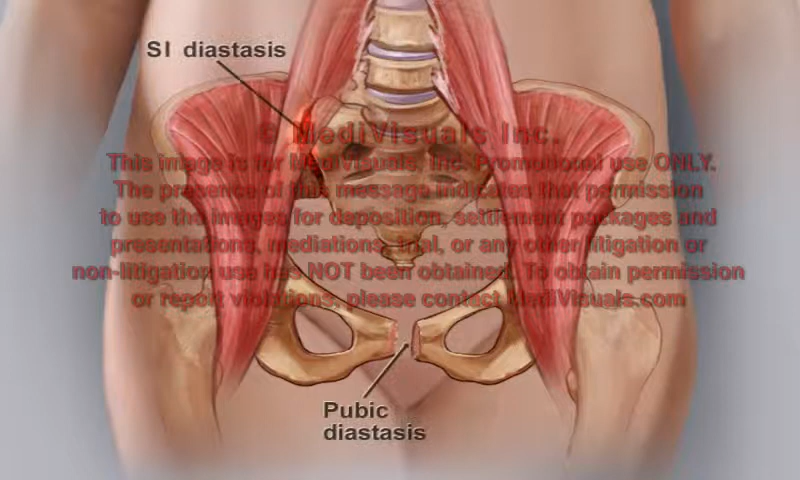 SI diastasis
© MediVisuals Inc.
This image is for MediVisuals, Inc. Promotional use ONLY.
The presence of this message indicates that permission
to use the images for deposition, settlement packages and
presentations, mediations, trial, or any other litigation or
non-litigation use has NOT been obtained. To obtain permission
or report violations, please contact MediVisuals.com
Pubic
diastasis